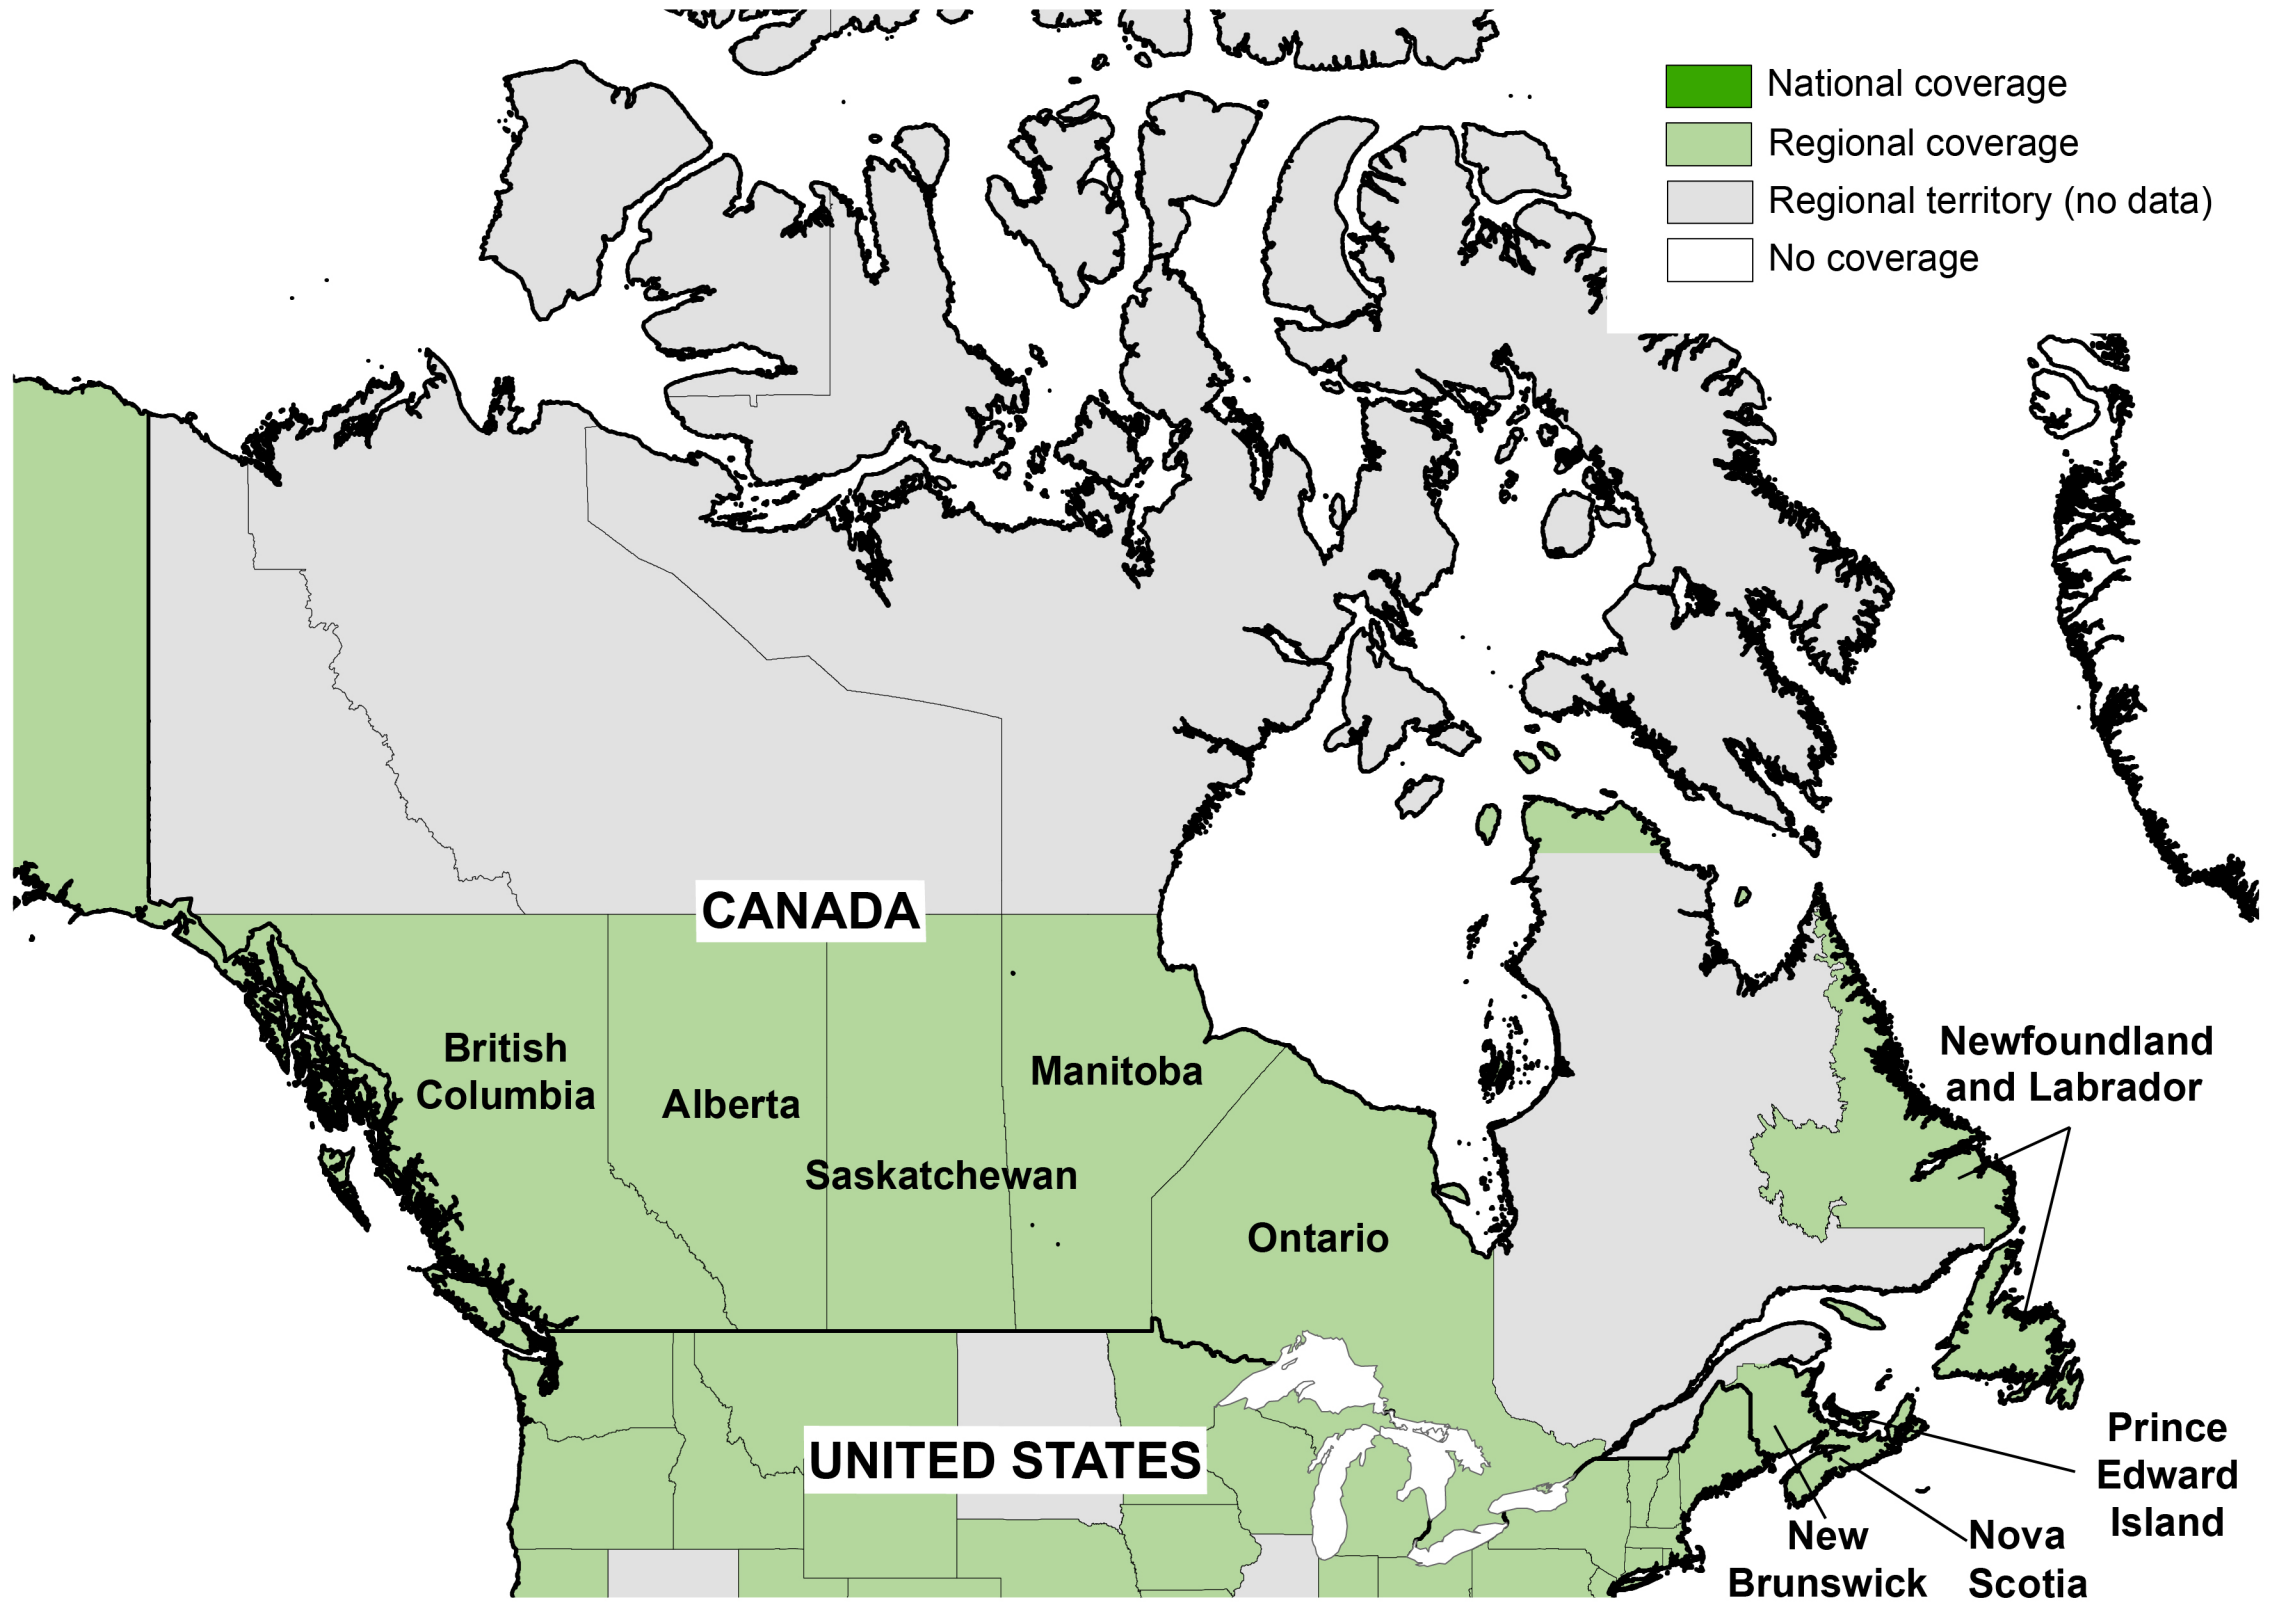 National coverage
Regional coverage
Regional territory (no data)
No coverage
CANADA
British
Columbia
Alberta
Saskatchewan
Manitoba
Ontario
Newfoundland
and Labrador
UNITED STATES
Prince
Edward
Island
New
Brunswick
Nova
Scotia